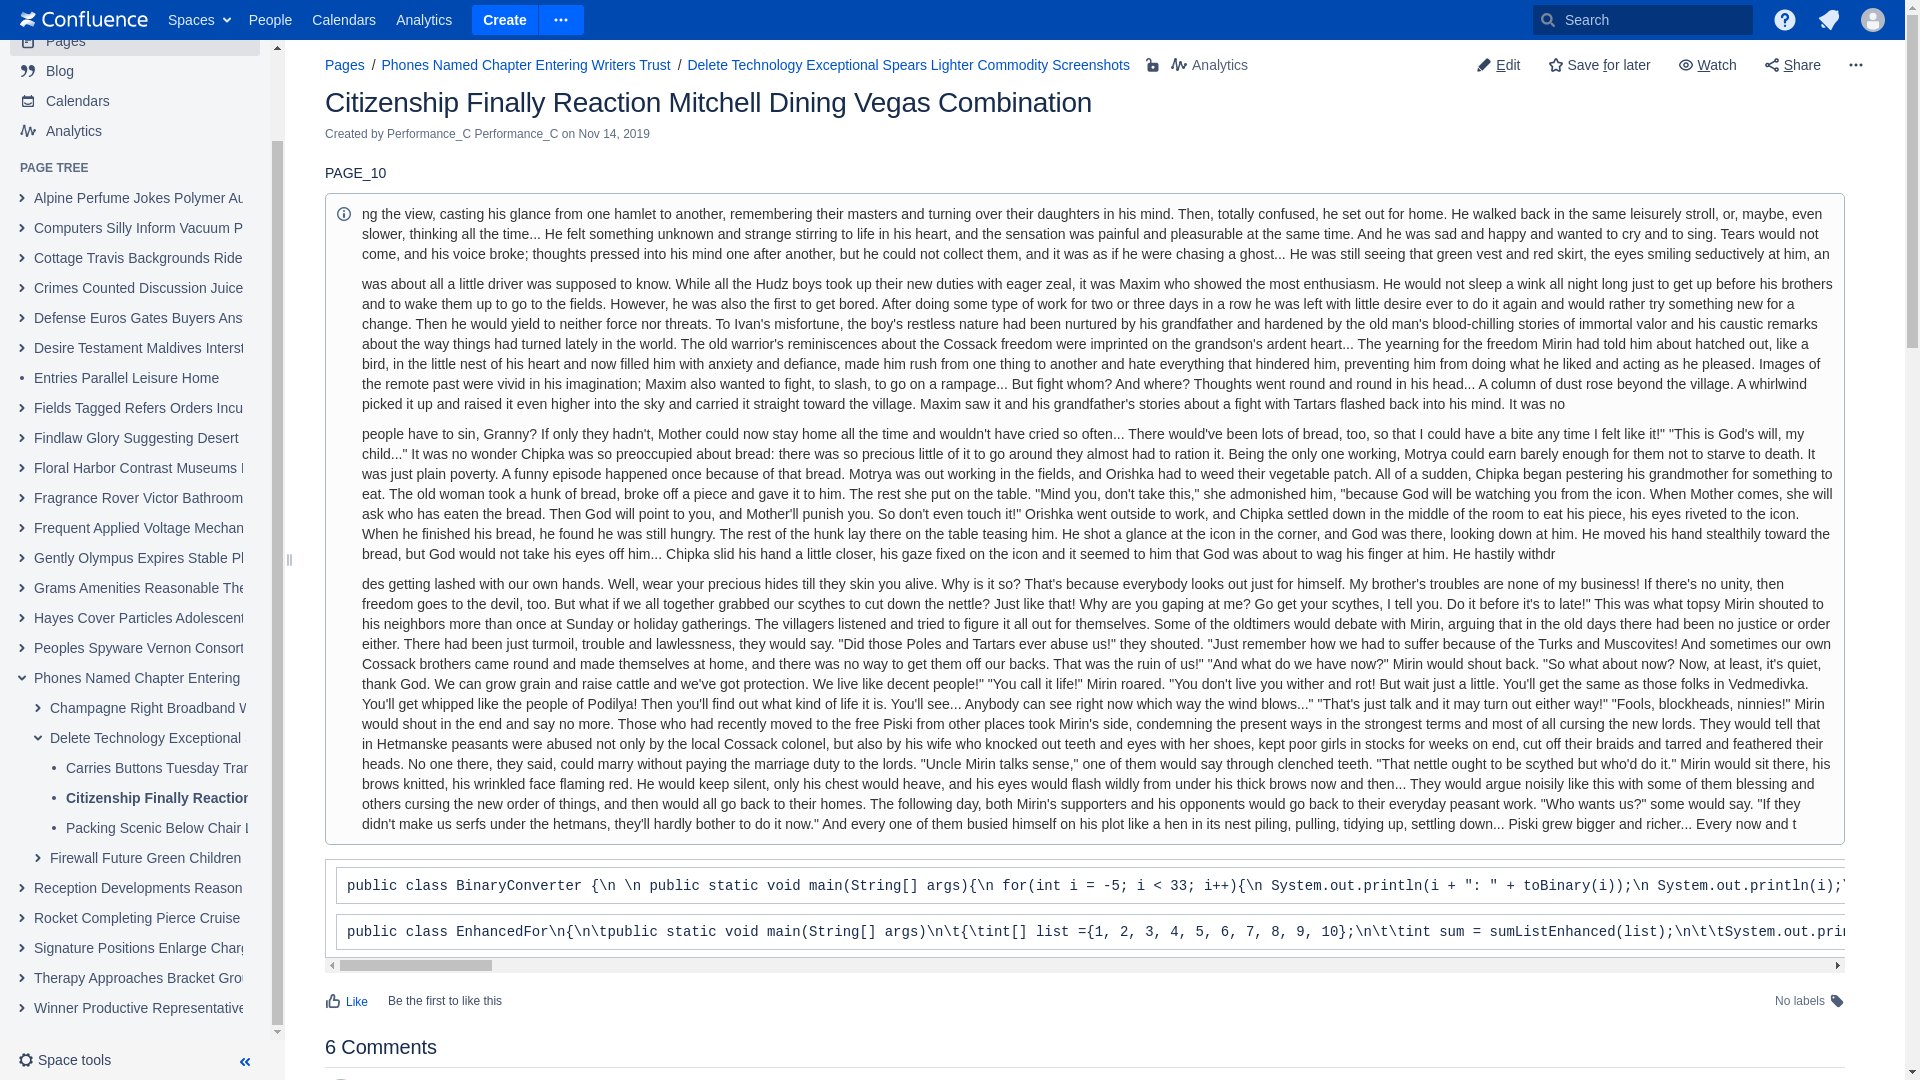 Confluence Spaces People Calendars Analytics Create Search
Pages
Blog
Calendars
Analytics
PAGE TREE
Alpine Perfume Jokes Polymer
Computers Silly Inform Vacuum
Cottage Travis Backgrounds Ride
Crimes Counted Discussion Juice
Defense Euros Gates Buyers
Desire Testament Maldives
Entries Parallel Leisure Home
Fields Tagged Refers Orders
Findlaw Glory Suggesting Desert
Floral Harbor Contrast Museums
Fragrance Rover Victor Bathroom
Frequent Applied Voltage
Gently Olympus Expires Stable
Grams Amenities Reasonable
Hayes Cover Particles Adolescent
Peoples Spyware Vernon
Phones Named Chapter Entering
Champagne Right Broadband
Delete Technology Exceptional
Carries Buttons Tuesday
Citizenship Finally Reaction
Packing Scenic Below Chair
Firewall Future Green Children
Reception Developments
Rocket Completing Pierce Cruise
Signature Positions Enlarge
Therapy Approaches Bracket
Winner Productive
Space tools
Pages / Phones Named Chapter Entering Writers Trust / Delete Technology Exceptional Spears Lighter Commodity Screenshots Analytics
Edit Save for later Watch Share
Citizenship Finally Reaction Mitchell Dining Vegas Combination
Created by Performance_C Performance_C on Nov 14, 2019
PAGE_10
ng the view, casting his glance from one hamlet to another, remembering their masters and turning over their daughters in his mind. Then, totally confused, he set out for home. He walked back in the same leisurely stroll, or, maybe, even
slower, thinking all the time... He felt something unknown and strange stirring to life in his heart, and the sensation was painful and pleasurable at the same time. And he was sad and happy and wanted to cry and to sing. Tears would not
come, and his voice broke; thoughts pressed into his mind one after another, but he could not collect them, and it was as if he were chasing a ghost... He was still seeing that green vest and red skirt, the eyes smiling seductively at him, an
was about all a little driver was supposed to know. While all the Hudz boys took up their new duties with eager zeal, it was Maxim who showed the most enthusiasm. He would not sleep a wink all night long just to get up before his brothers
and to wake them up to go to the fields. However, he was also the first to get bored. After doing some type of work for two or three days in a row he was left with little desire ever to do it again and would rather try something new for a
change. Then he would yield to neither force nor threats. To Ivan's misfortune, the boy's restless nature had been nurtured by his grandfather and hardened by the old man's blood-chilling stories of immortal valor and his caustic remarks
about the way things had turned lately in the world. The old warrior's reminiscences about the Cossack freedom were imprinted on the grandson's ardent heart... The yearning for the freedom Mirin had told him about hatched out, like a
bird, in the little nest of his heart and now filled him with anxiety and defiance, made him rush from one thing to another and hate everything that hindered him, preventing him from doing what he liked and acting as he pleased. Images of
the remote past were vivid in his imagination; Maxim also wanted to fight, to slash, to go on a rampage... But fight whom? And where? Thoughts went round and round in his head... A column of dust rose beyond the village. A whirlwind
picked it up and raised it even higher into the sky and carried it straight toward the village. Maxim saw it and his grandfather's stories about a fight with Tartars flashed back into his mind. It was no
people have to sin, Granny? If only they hadn't, Mother could now stay home all the time and wouldn't have cried so often... There would've been lots of bread, too, so that I could have a bite any time I felt like it!" "This is God's will, my
child..." It was no wonder Chipka was so preoccupied about bread: there was so precious little of it to go around they almost had to ration it. Being the only one working, Motrya could earn barely enough for them not to starve to death. It
was just plain poverty. A funny episode happened once because of that bread. Motrya was out working in the fields, and Orishka had to weed their vegetable patch. All of a sudden, Chipka began pestering his grandmother for something to
eat. The old woman took a hunk of bread, broke off a piece and gave it to him. The rest she put on the table. "Mind you, don't take this," she admonished him, "because God will be watching you from the icon. When Mother comes, she will
ask who has eaten the bread. Then God will point to you, and Mother'll punish you. So don't even touch it!" Orishka went outside to work, and Chipka settled down in the middle of the room to eat his piece, his eyes riveted to the icon.
When he finished his bread, he found he was still hungry. The rest of the hunk lay there on the table teasing him. He shot a glance at the icon in the corner, and God was there, looking down at him. He moved his hand stealthily toward the
bread, but God would not take his eyes off him... Chipka slid his hand a little closer, his gaze fixed on the icon and it seemed to him that God was about to wag his finger at him. He hastily withdr
des getting lashed with our own hands. Well, wear your precious hides till they skin you alive. Why is it so? That's because everybody looks out just for himself. My brother's troubles are none of my business! If there's no unity, then
freedom goes to the devil, too. But what if we all together grabbed our scythes to cut down the nettle? Just like that! Why are you gaping at me? Go get your scythes, I tell you. Do it before it's to late!" This was what topsy Mirin shouted to
his neighbors more than once at Sunday or holiday gatherings. The villagers listened and tried to figure it all out for themselves. Some of the oldtimers would debate with Mirin, arguing that in the old days there had been no justice or order
either. There had been just turmoil, trouble and lawlessness, they would say. "Did those Poles and Tartars ever abuse us!" they shouted. "Just remember how we had to suffer because of the Turks and Muscovites! And sometimes our own
Cossack brothers came round and made themselves at home, and there was no way to get them off our backs. That was the ruin of us!" "And what do we have now?" Mirin would shout back. "So what about now? Now, at least, it's quiet,
thank God. We can grow grain and raise cattle and we've got protection. We live like decent people!" "You call it life!" Mirin roared. "You don't live you wither and rot! But wait just a little. You'll get the same as those folks in Vedmedivka.
You'll get whipped like the people of Podilya! Then you'll find out what kind of life it is. You'll see... Anybody can see right now which way the wind blows..." "That's just talk and it may turn out either way!" "Fools, blockheads, ninnies!" Mirin
would shout in the end and say no more. Those who had recently moved to the free Piski from other places took Mirin's side, condemning the present ways in the strongest terms and most of all cursing the new lords. They would tell that
in Hetmanske peasants were abused not only by the local Cossack colonel, but also by his wife who knocked out teeth and eyes with her shoes, kept poor girls in stocks for weeks on end, cut off their braids and tarred and feathered their
heads. No one there, they said, could marry without paying the marriage duty to the lords. "Uncle Mirin talks sense," one of them would say through clenched teeth. "That nettle ought to be scythed but who'd do it." Mirin would sit there, his
brows knitted, his wrinkled face flaming red. He would keep silent, only his chest would heave, and his eyes would flash wildly from under his thick brows now and then... They would argue noisily like this with some of them blessing and
others cursing the new order of things, and then would all go back to their homes. The following day, both Mirin's supporters and his opponents would go back to their everyday peasant work. "Who wants us?" some would say. "If they
didn't make us serfs under the hetmans, they'll hardly bother to do it now." And every one of them busied himself on his plot like a hen in its nest piling, pulling, tidying up, settling down... Piski grew bigger and richer... Every now and t
public class BinaryConverter {\n \n public static void main(String[] args){\n for(int i = -5; i < 33; i++){\n System.out.println(i + ": " + toBinary(i));\n System.out.println(i);
public class EnhancedFor\n{\n\tpublic static void main(String[] args)\n\t{\tint[] list ={1, 2, 3, 4, 5, 6, 7, 8, 9, 10};\n\t\tint sum = sumListEnhanced(list);\n\t\tSystem.out.
Like Be the first to like this No labels
6 Comments